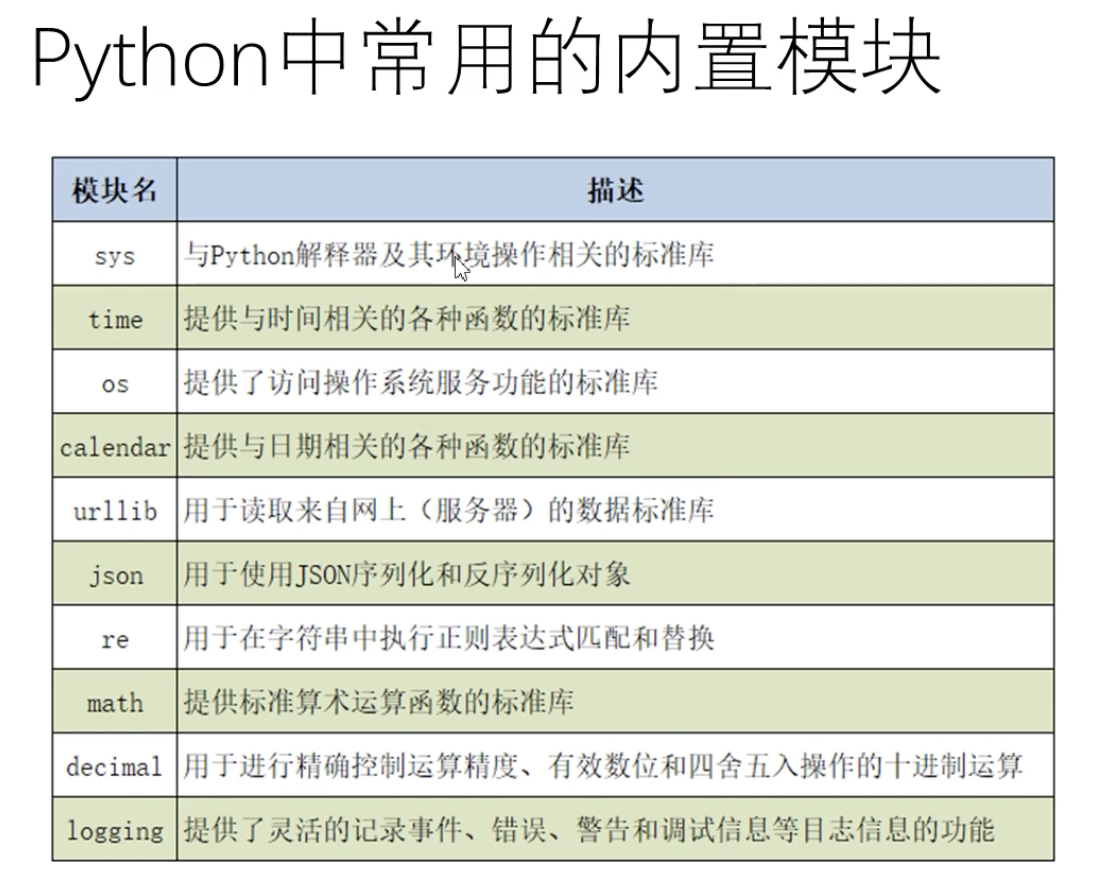 Python中常用的内置模块
模块名 描述
sys 与Python解释器及其环境操作相关的标准库
time 提供与时间相关的各种函数的标准库
os 提供了访问操作系统服务功能的标准库
calendar 提供与日期相关的各种函数的标准库
urllib 用于读取来自网上（服务器）的数据标准库
json 用于使用JSON序列化和反序列化对象
re 用于在字符串中执行正则表达式匹配和替换
math 提供标准算术运算函数的标准库
decimal 用于进行精确控制运算精度、有效数位和四舍五入操作的十进制运算
logging 提供了灵活的记录事件、错误、警告和调试信息等目志信息的功能